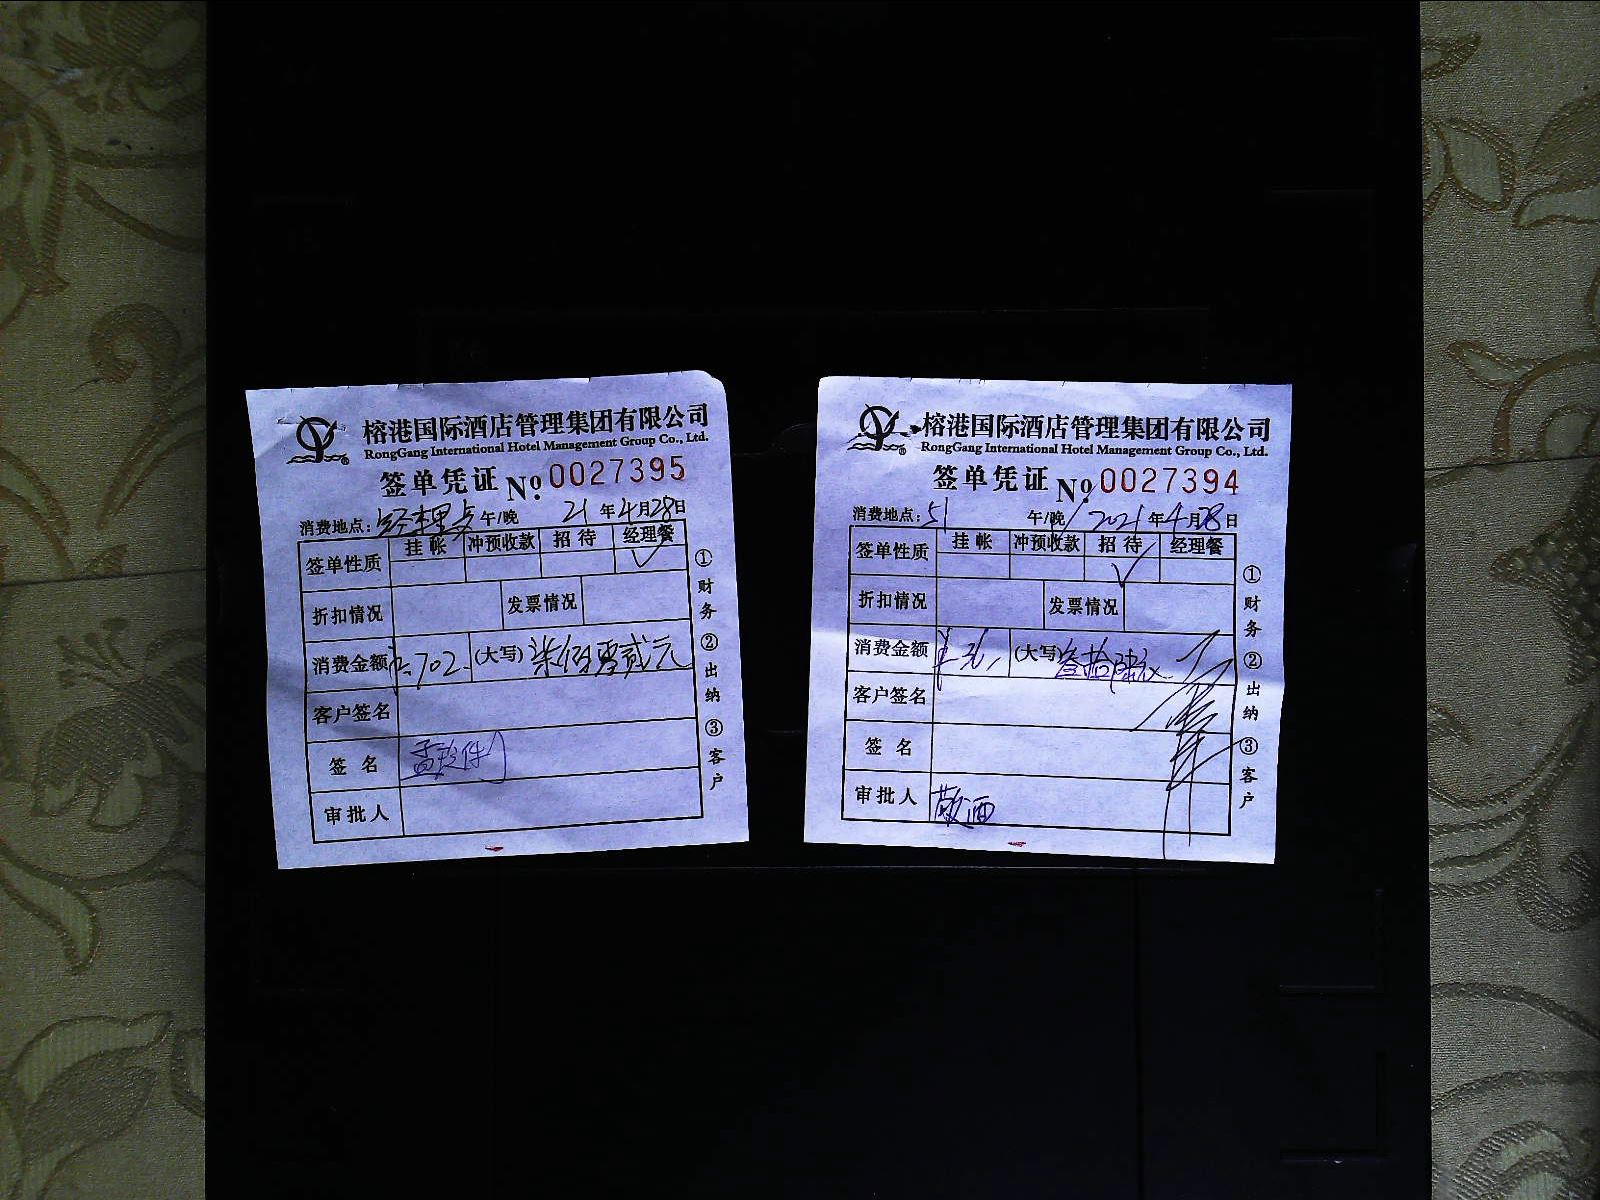 榕港国际酒店管理集团有限公司
RongGang International Hotel Management Group Co., Ltd.
签单凭证 No. 0027395
消费地点: 经理桌 午/晚 21 年 4 月 28 日
签单性质 挂帐 冲预收款 招待 经理餐
✓
折扣情况 发票情况
消费金额 702. (大写) 柒佰零贰元
客户签名
签名
审批人
①财务 ②出纳 ③客户
榕港国际酒店管理集团有限公司
RongGang International Hotel Management Group Co., Ltd.
签单凭证 No. 0027394
消费地点: 51 午/晚 2021 年 4 月 28 日
签单性质 挂帐 冲预收款 招待 经理餐
✓
折扣情况 发票情况
消费金额 ¥36. (大写) 叁拾陆
客户签名
签名
审批人 敬酒
①财务 ②出纳 ③客户